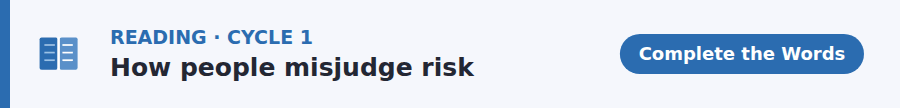 READING · CYCLE 1
How people misjudge risk
Complete the Words